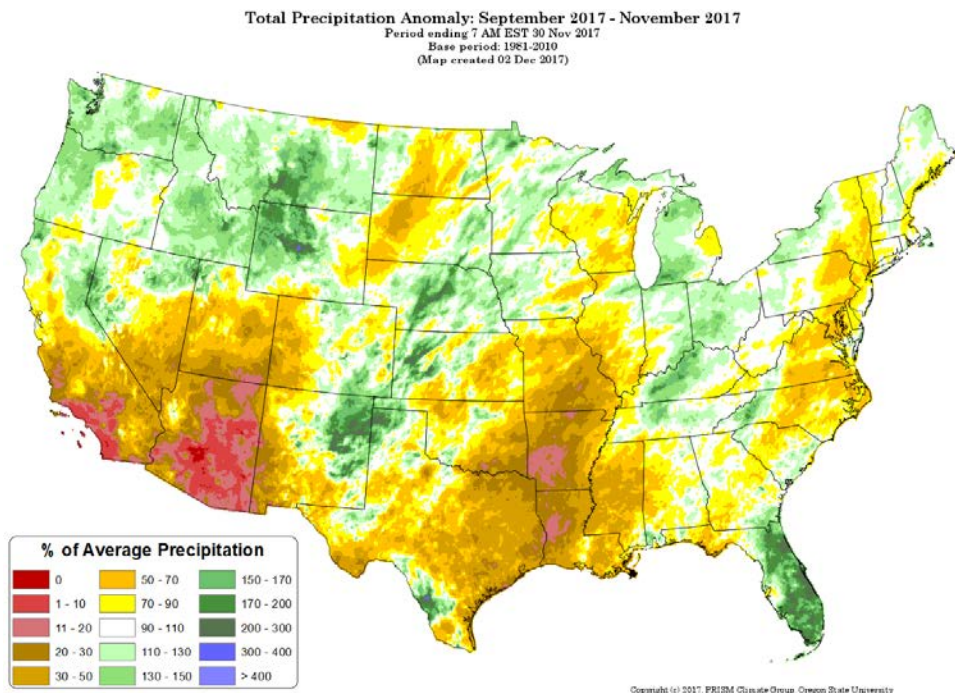 Total Precipitation Anomaly: September 2017 - November 2017
Period ending 7 AM EST 30 Nov 2017
Base period: 1981-2010
(Map created 02 Dec 2017)
% of Average Precipitation
0 50 - 70 150 - 170
1 - 10 70 - 90 170 - 200
11 - 20 90 - 110 200 - 300
20 - 30 110 - 130 300 - 400
30 - 50 130 - 150 > 400
Copyright (c) 2017, PRISM Climate Group, Oregon State University